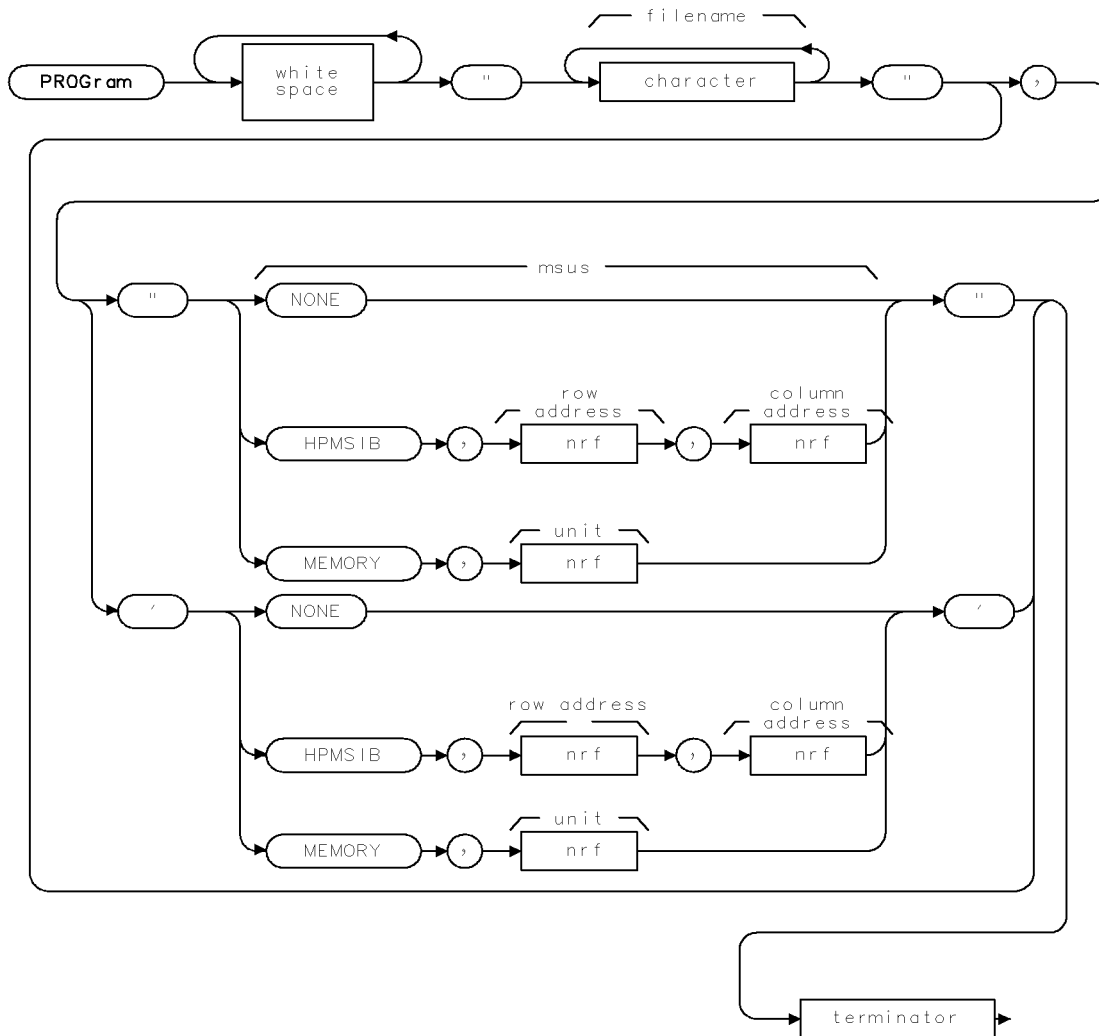 filename
PROGram white space " character " ,
msus
" NONE "
row address column address
HPMSIB , nrf , nrf
unit
MEMORY , nrf
' NONE '
row address column address
HPMSIB , nrf , nrf
unit
MEMORY , nrf
terminator